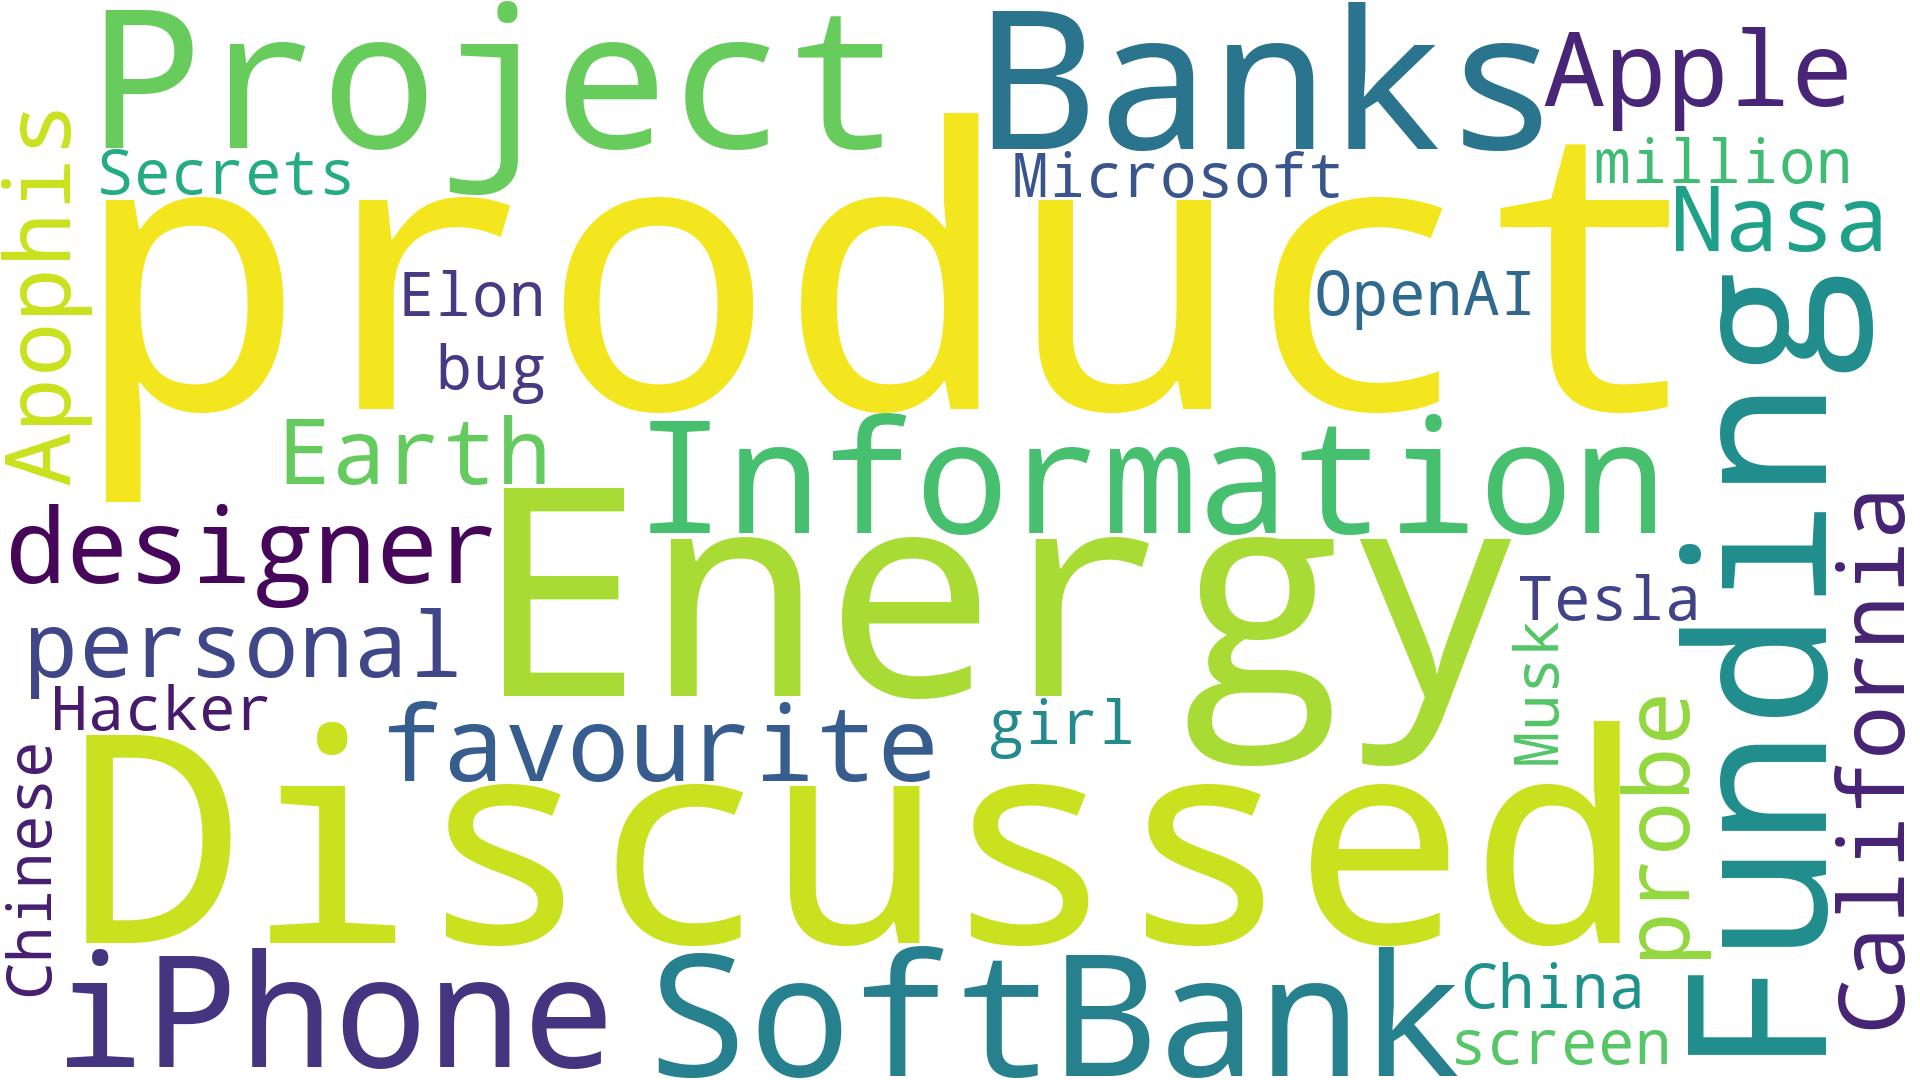 Project
Banks
Apple
Secrets
Microsoft
million
Apophis
product
Nasa
Elon
OpenAI
bug
Earth
Information
Funding
designer
Energy
Tesla
California
personal
Musk
Hacker
favourite
girl
probe
Chinese
Discussed
iPhone
SoftBank
China
screen